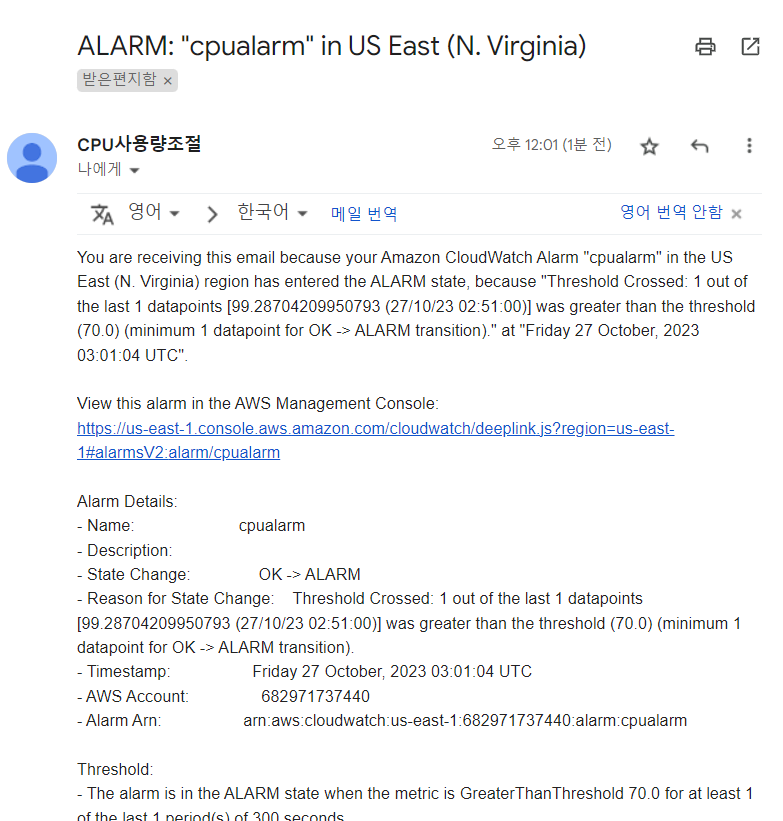 ALARM: "cpualarm" in US East (N. Virginia)
받은편지함 ×
CPU사용량조절
오후 12:01 (1분 전)
나에게
영어
한국어
메일 번역
영어 번역 안함 ×
You are receiving this email because your Amazon CloudWatch Alarm "cpualarm" in the US
East (N. Virginia) region has entered the ALARM state, because "Threshold Crossed: 1 out of
the last 1 datapoints [99.28704209950793 (27/10/23 02:51:00)] was greater than the threshold
(70.0) (minimum 1 datapoint for OK -> ALARM transition)." at "Friday 27 October, 2023
03:01:04 UTC".
View this alarm in the AWS Management Console:
https://us-east-1.console.aws.amazon.com/cloudwatch/deeplink.js?region=us-east-
1#alarmsV2:alarm/cpualarm
Alarm Details:
- Name: cpualarm
- Description:
- State Change: OK -> ALARM
- Reason for State Change: Threshold Crossed: 1 out of the last 1 datapoints
[99.28704209950793 (27/10/23 02:51:00)] was greater than the threshold (70.0) (minimum 1
datapoint for OK -> ALARM transition).
- Timestamp: Friday 27 October, 2023 03:01:04 UTC
- AWS Account: 682971737440
- Alarm Arn: arn:aws:cloudwatch:us-east-1:682971737440:alarm:cpualarm
Threshold:
- The alarm is in the ALARM state when the metric is GreaterThanThreshold 70.0 for at least 1
of the last 1 period(s) of 300 seconds